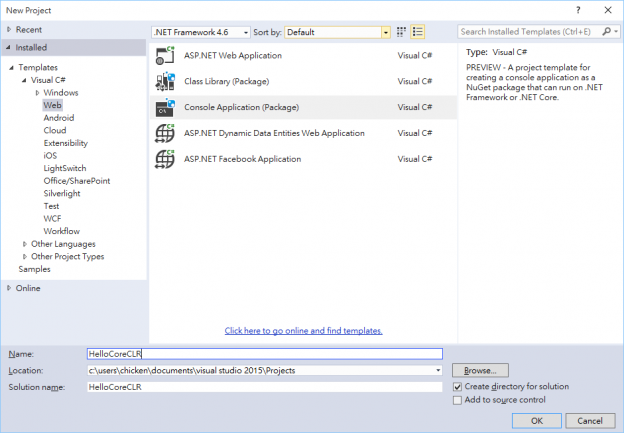 New Project
?
Recent
Installed
.NET Framework 4.6
Sort by:
Default
Search Installed Templates (Ctrl+E)
Templates
Visual C#
Windows
Web
Android
Cloud
Extensibility
iOS
LightSwitch
Office/SharePoint
Silverlight
Test
WCF
Workflow
Other Languages
Other Project Types
Samples
Online
ASP.NET Web Application Visual C#
Class Library (Package) Visual C#
Console Application (Package) Visual C#
ASP.NET Dynamic Data Entities Web Application Visual C#
ASP.NET Facebook Application Visual C#
Click here to go online and find templates.
Type: Visual C#
PREVIEW - A project template for
creating a console application as a
NuGet package that can run on .NET
Framework or .NET Core.
Name: HelloCoreCLR
Location: c:\users\chicken\documents\visual studio 2015\Projects
Browse...
Solution name: HelloCoreCLR
Create directory for solution
Add to source control
OK
Cancel